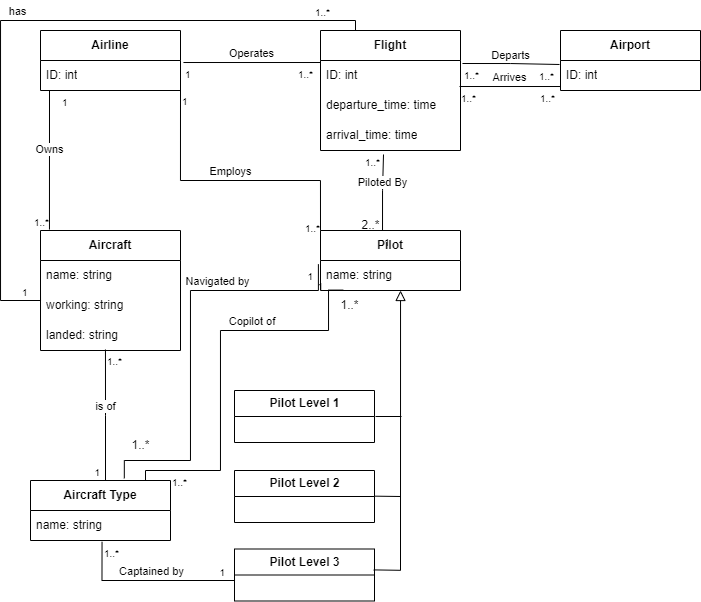 has
1..*
Airline
ID: int
Operates
1
1..*
Flight
ID: int
departure_time: time
arrival_time: time
Departs
1..*
1..*
Arrives
1..*
1..*
Airport
ID: int
1
1
Owns
Employs
1..*
Piloted By
2..*
1..*
1..*
Aircraft
name: string
working: string
landed: string
1
Pilot
name: string
Navigated by
1
1..*
Copilot of
1..*
is of
1..*
1
1..*
Pilot Level 1
Pilot Level 2
Aircraft Type
name: string
1..*
Captained by
1
Pilot Level 3